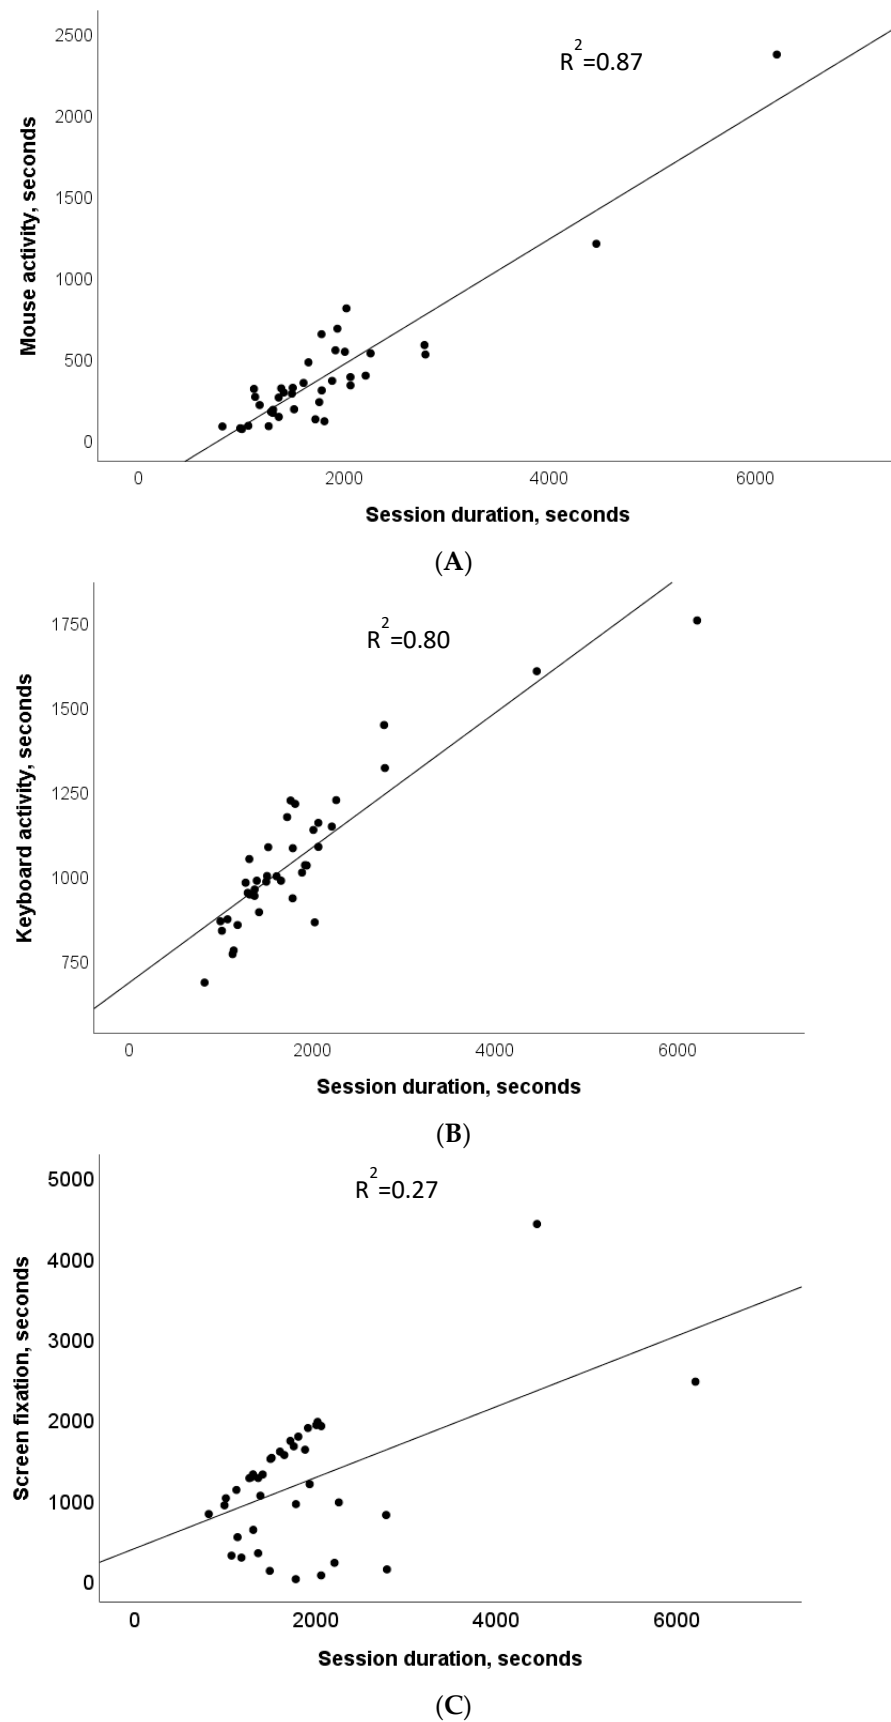 2500
R²=0.87
2000
1500
1000
500
0
Mouse activity, seconds
0 2000 4000 6000
Session duration, seconds
(A)
1750
R²=0.80
1500
1250
1000
750
Keyboard activity, seconds
0 2000 4000 6000
Session duration, seconds
(B)
5000
R²=0.27
4000
3000
2000
1000
0
Screen fixation, seconds
0 2000 4000 6000
Session duration, seconds
(C)